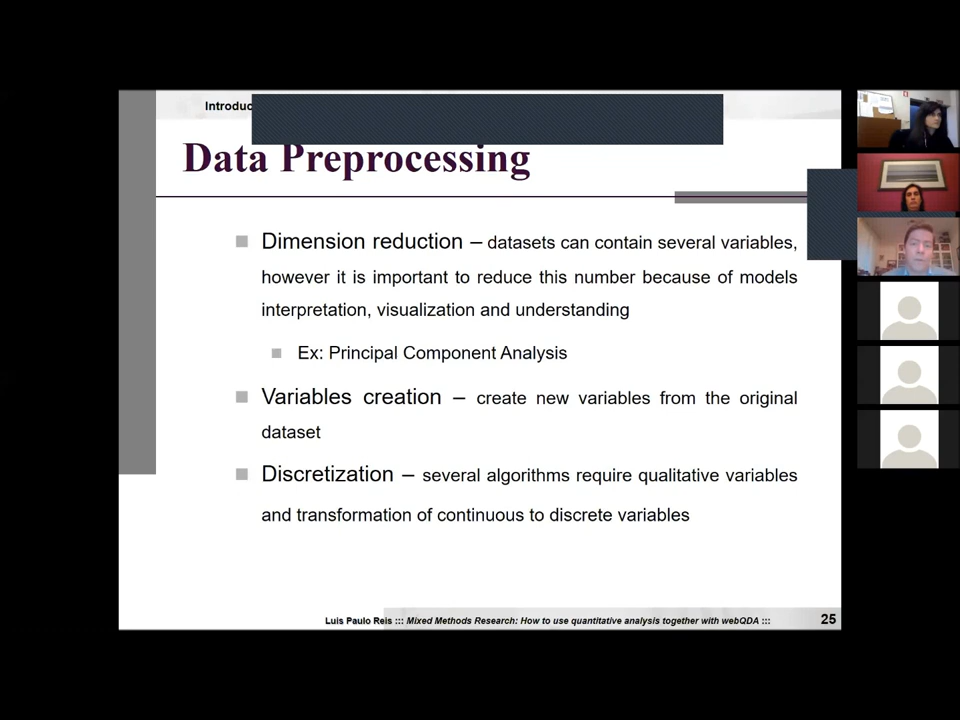 Introduc
Data Preprocessing
Dimension reduction – datasets can contain several variables,
however it is important to reduce this number because of models
interpretation, visualization and understanding
Ex: Principal Component Analysis
Variables creation – create new variables from the original
dataset
Discretization – several algorithms require qualitative variables
and transformation of continuous to discrete variables
Luis Paulo Reis ::: Mixed Methods Research: How to use quantitative analysis together with webQDA ::: 25